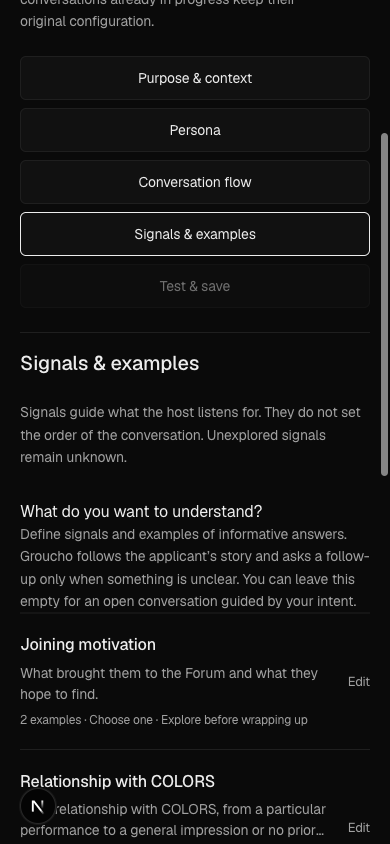 conversations already in progress keep their
original configuration.
Purpose & context
Persona
Conversation flow
Signals & examples
Test & save
Signals & examples
Signals guide what the host listens for. They do not set
the order of the conversation. Unexplored signals
remain unknown.
What do you want to understand?
Define signals and examples of informative answers.
Groucho follows the applicant's story and asks a follow-
up only when something is unclear. You can leave this
empty for an open conversation guided by your intent.
Joining motivation
What brought them to the Forum and what they
hope to find.
Edit
2 examples · Choose one · Explore before wrapping up
Relationship with COLORS
N
relationship with COLORS, from a particular
performance to a general impression or no prior…
Edit